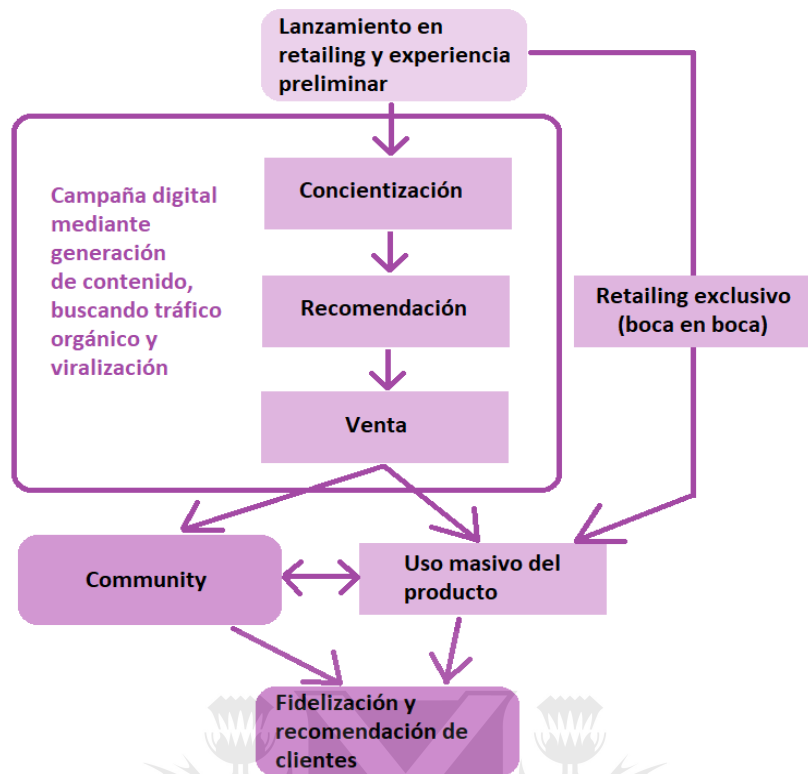 Lanzamiento en
retailing y experiencia
preliminar
Campaña digital
mediante
generación
de contenido,
buscando tráfico
orgánico y
viralización
Concientización
Recomendación
Venta
Retailing exclusivo
(boca en boca)
Community
Uso masivo del
producto
Fidelización y
recomendación de
clientes